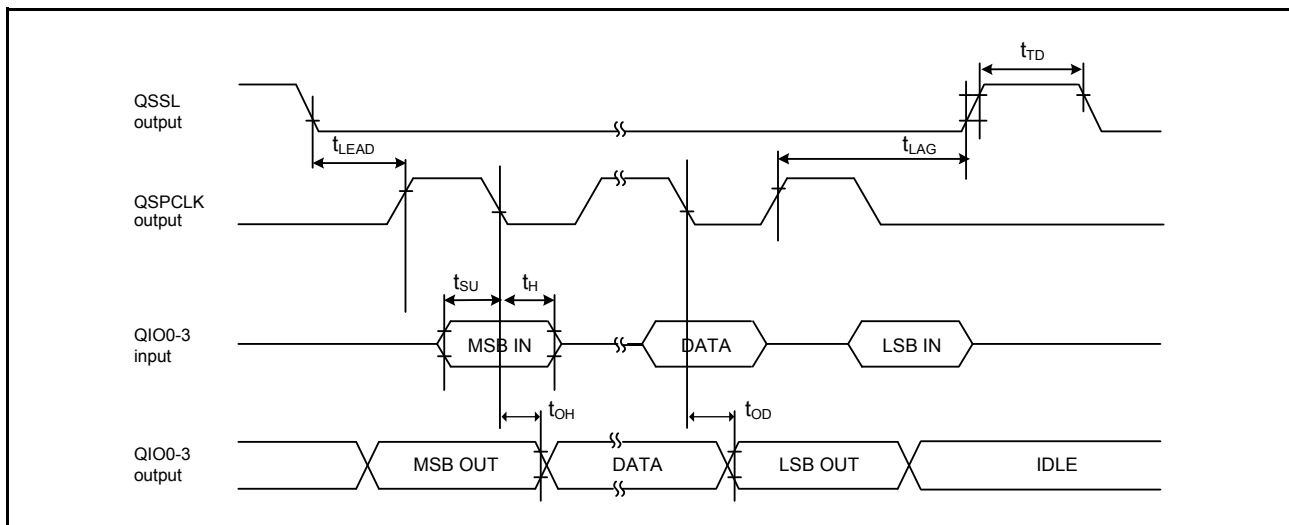 tTD
QSSL
output
tLEAD
tLAG
QSPCLK
output
tSU
tH
QIO0-3
input
MSB IN
DATA
LSB IN
tOH
tOD
QIO0-3
output
MSB OUT
DATA
LSB OUT
IDLE